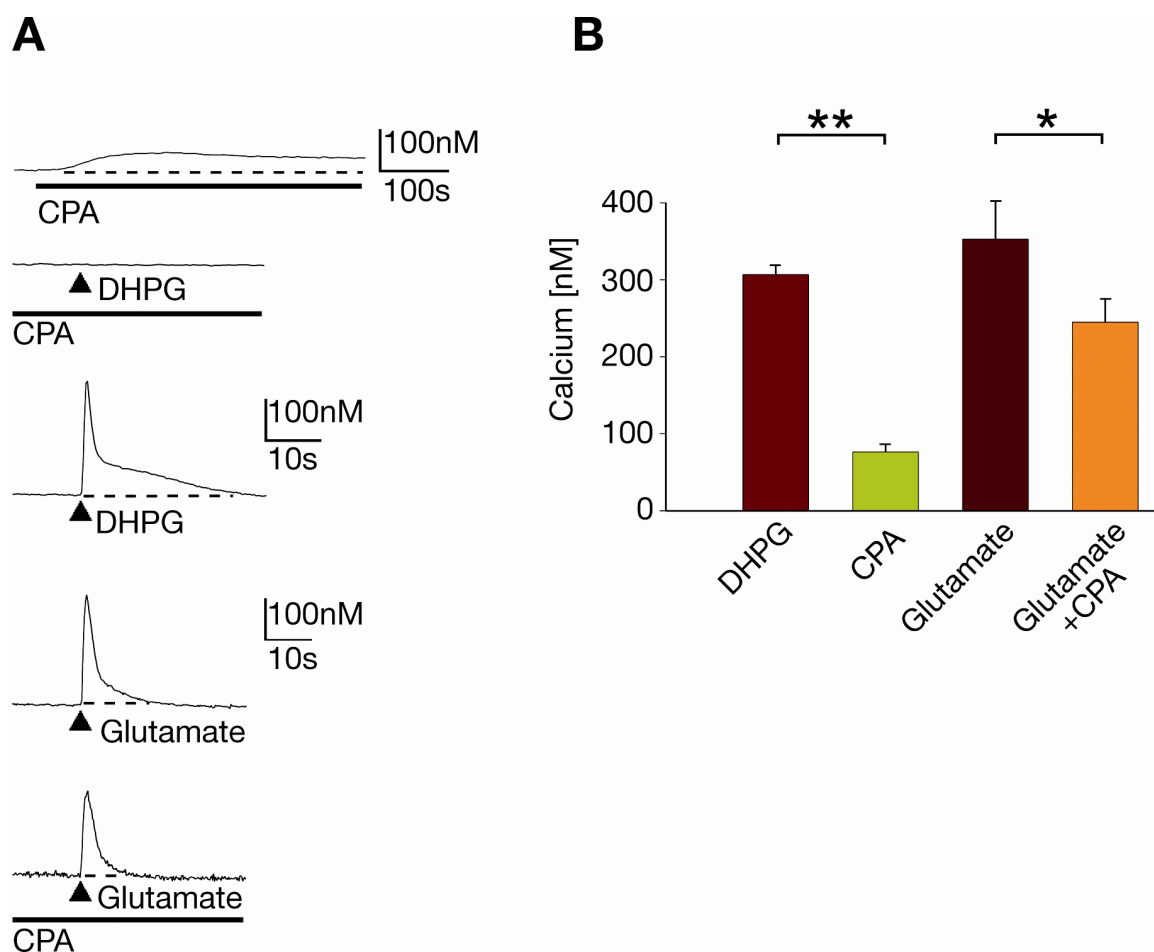 A
100nM
100s
CPA
DHPG
CPA
100nM
10s
DHPG
100nM
10s
Glutamate
Glutamate
CPA
B
**
*
Calcium [nM]
400
300
200
100
0
DHPG
CPA
Glutamate
Glutamate
+CPA